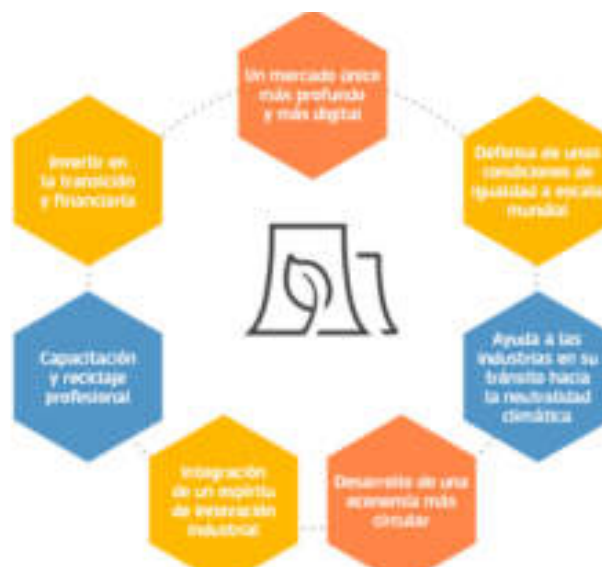 Un mercado único
más profundo
y más digital
Defensa de unas
condiciones de
igualdad a escala
mundial
Ayuda a las
industrias en su
tránsito hacia
la neutralidad
climática
Desarrollo de una
economía más
circular
Integración
de un espíritu
de innovación
industrial
Capacitación
y reciclaje
profesional
Invertir en
la transición
y financiarla